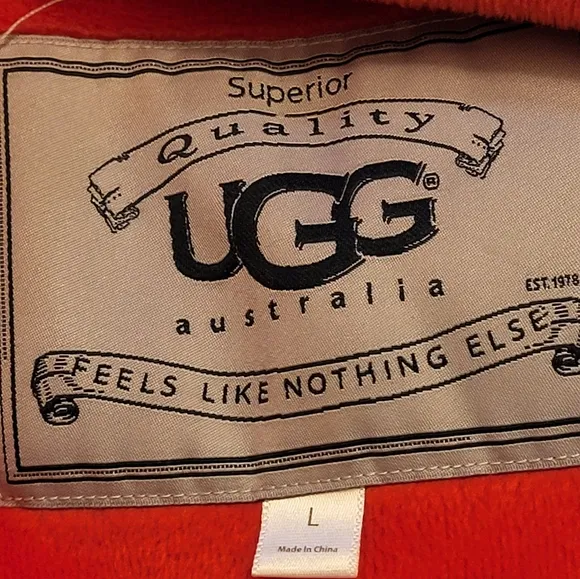 Superior
Quality
UGG®
australia
EST. 1978
FEELS LIKE NOTHING ELSE
L
Made In China